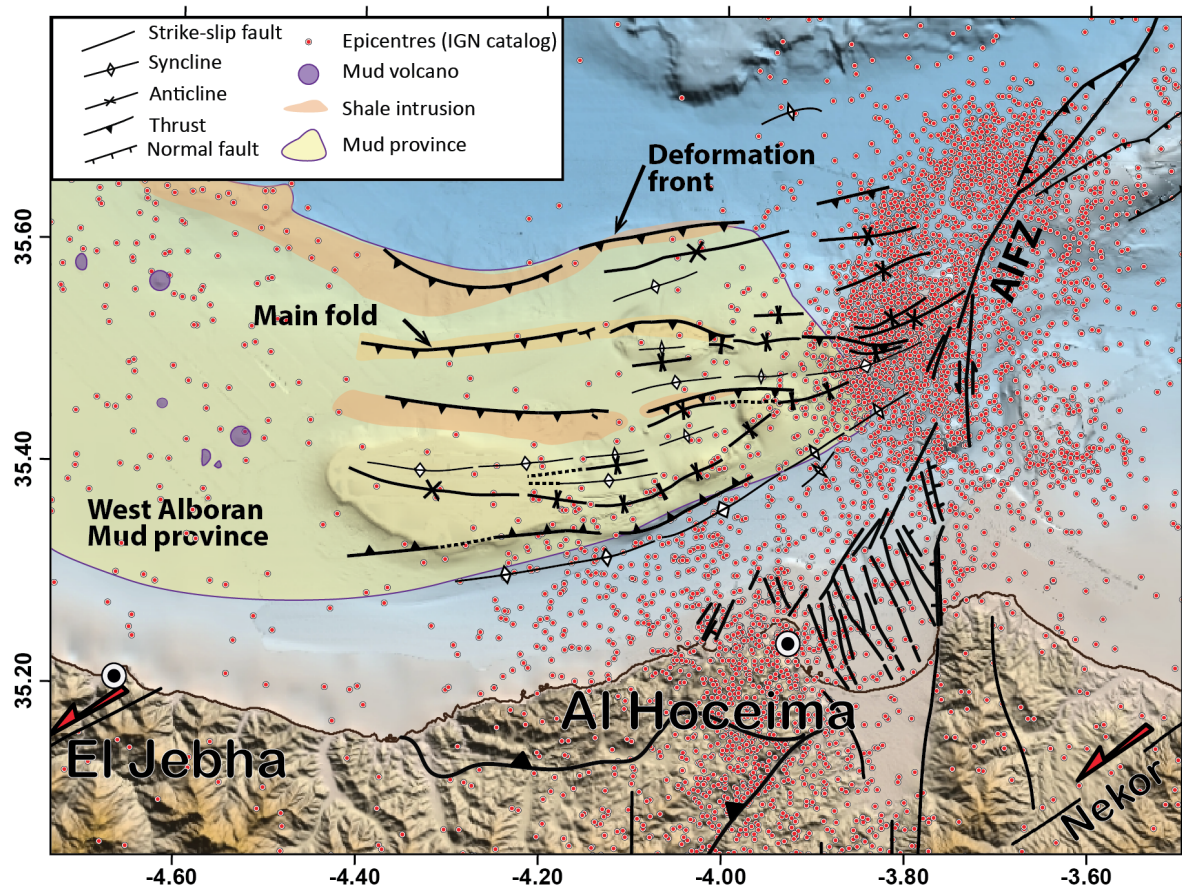 Strike-slip fault
Syncline
Anticline
Thrust
Normal fault
Epicentres (IGN catalog)
Mud volcano
Shale intrusion
Mud province
Deformation
front
Main fold
AIFZ
West Alboran
Mud province
Al Hoceima
El Jebha
Nekor
35.60
35.40
35.20
-4.60
-4.40
-4.20
-4.00
-3.80
-3.60